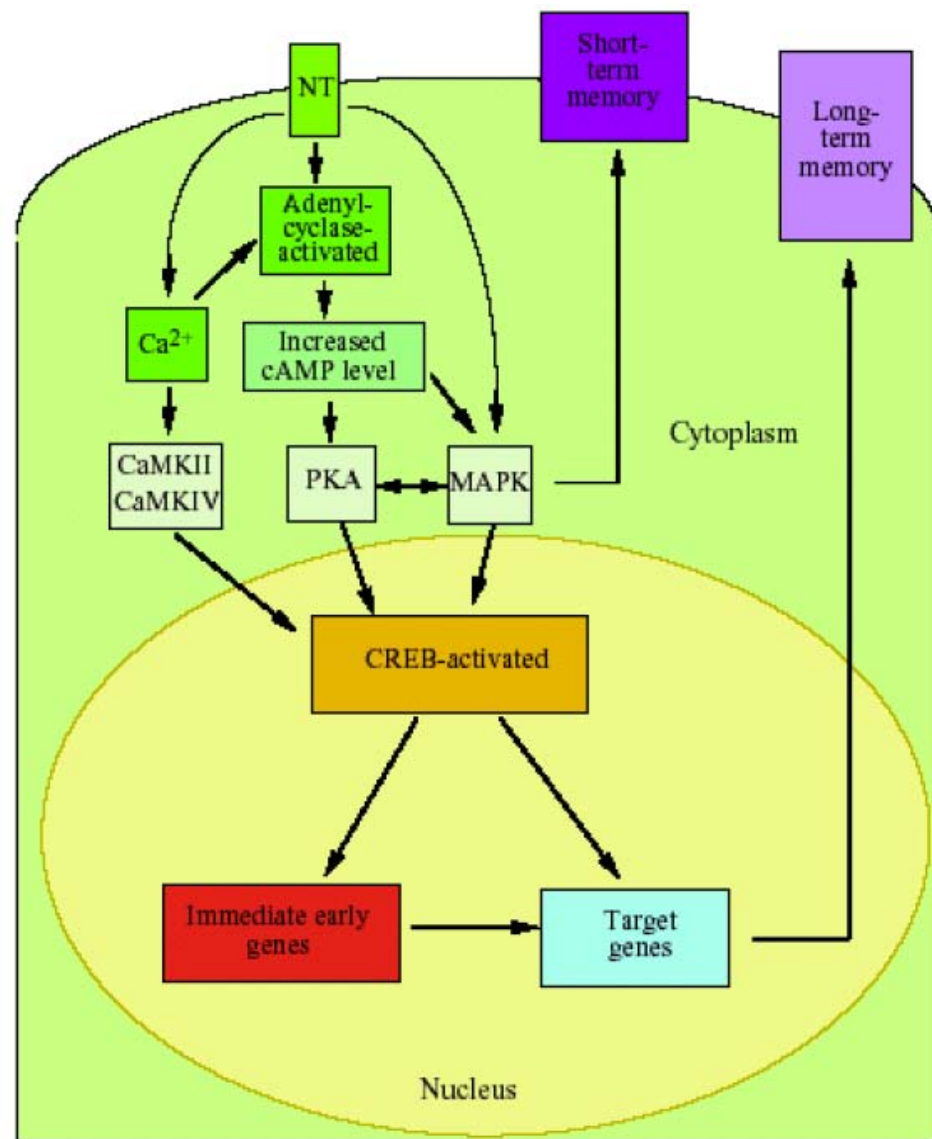 NT
Short-
term
memory
Long-
term
memory
Adenyl-
cyclase-
activated
Ca²⁺
Increased
cAMP level
Cytoplasm
CaMKII
CaMKIV
PKA
MAPK
CREB-activated
Immediate early
genes
Target
genes
Nucleus